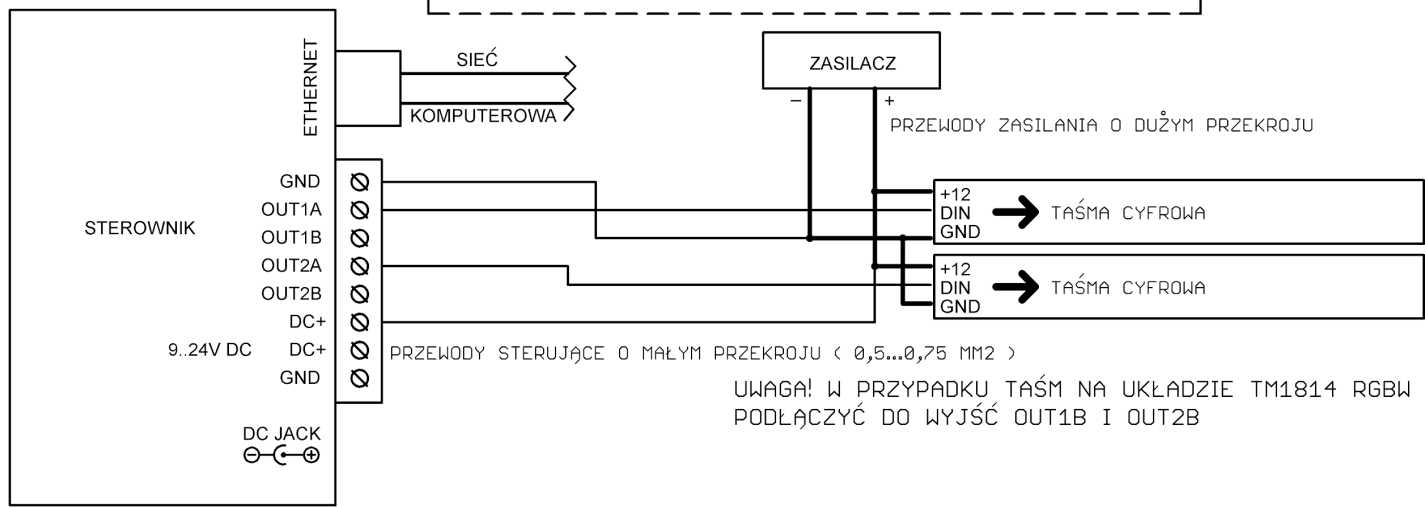 ETHERNET
SIEĆ
KOMPUTEROWA
ZASILACZ
– +
PRZEWODY ZASILANIA O DUŻYM PRZEKROJU
STEROWNIK
GND
OUT1A
OUT1B
OUT2A
OUT2B
DC+
9..24V DC DC+
GND
DC JACK
+12
DIN
GND
TAŚMA CYFROWA
+12
DIN
GND
TAŚMA CYFROWA
PRZEWODY STERUJĄCE O MAŁYM PRZEKROJU ( 0,5...0,75 MM2 )
UWAGA! W PRZYPADKU TAŚM NA UKŁADZIE TM1814 RGBW
PODŁĄCZYĆ DO WYJŚĆ OUT1B I OUT2B